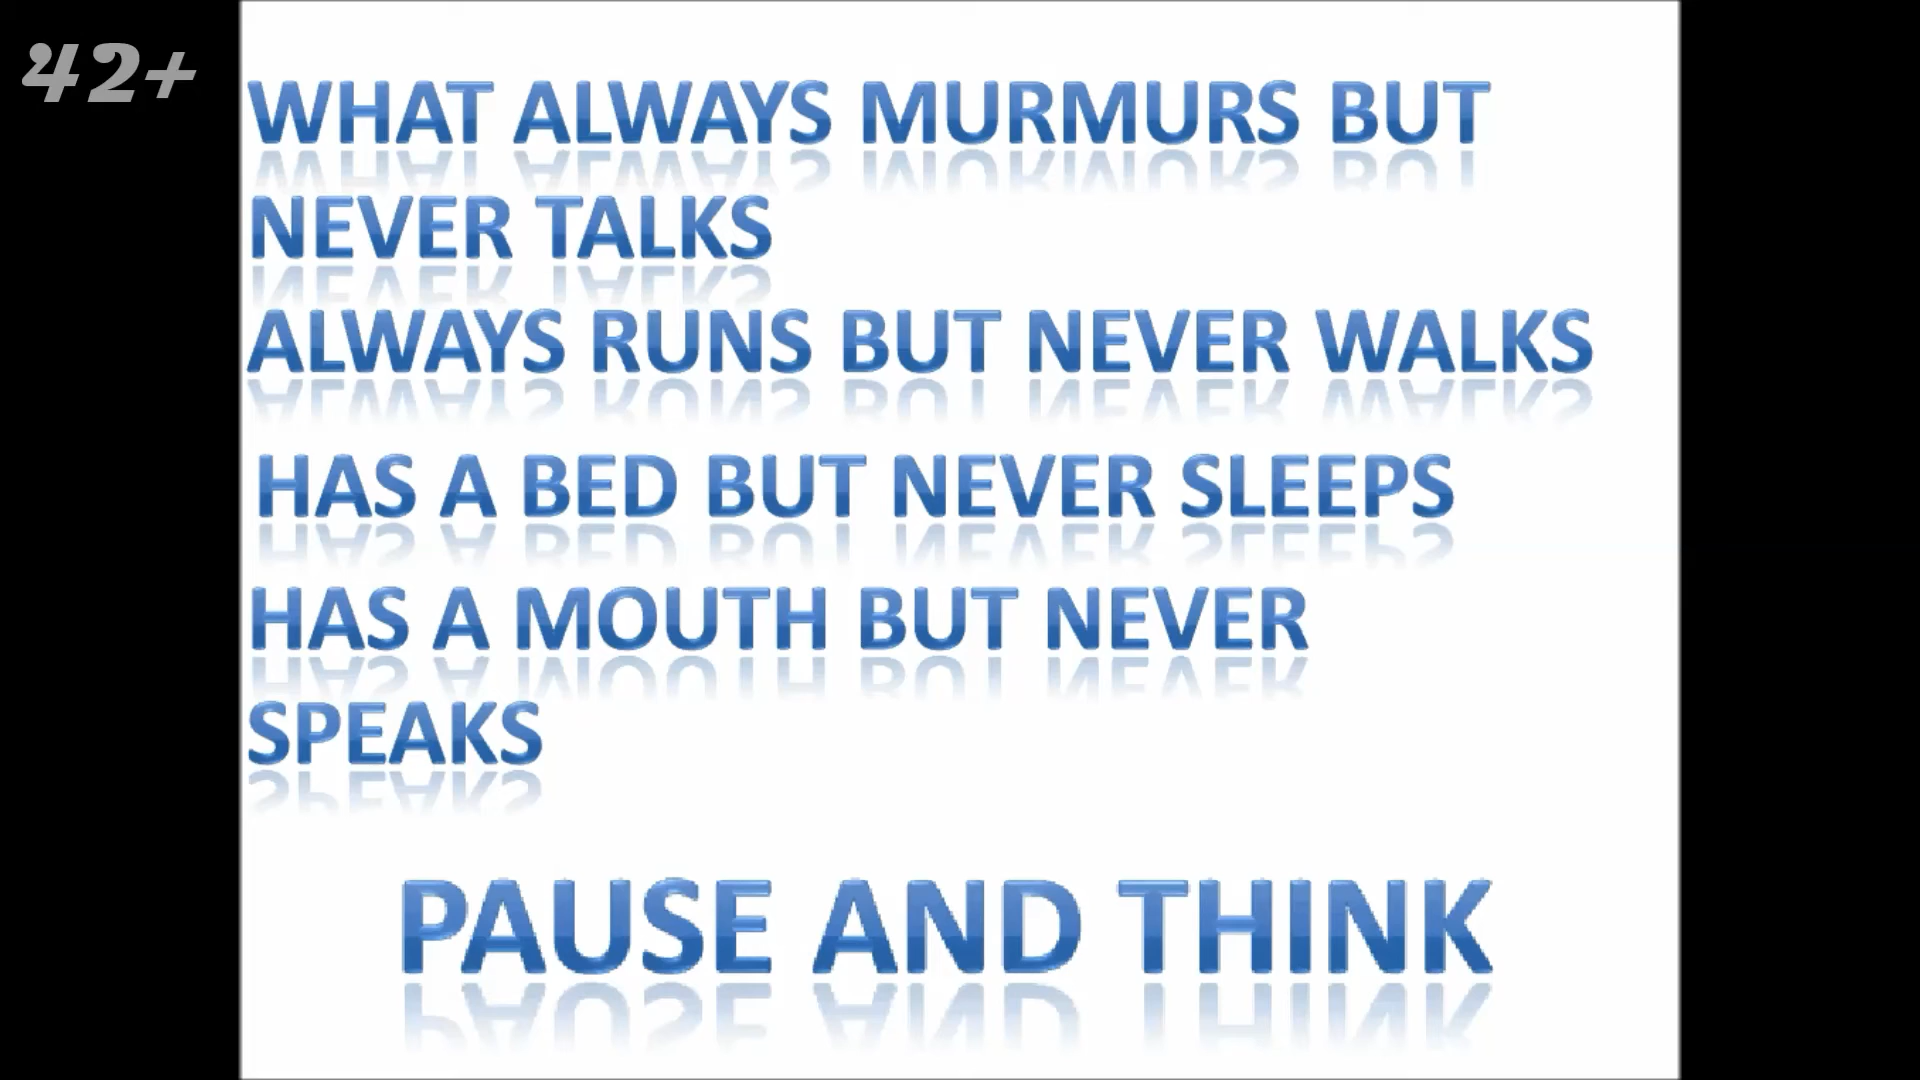 42+
WHAT ALWAYS MURMURS BUT
NEVER TALKS
ALWAYS RUNS BUT NEVER WALKS
HAS A BED BUT NEVER SLEEPS
HAS A MOUTH BUT NEVER
SPEAKS
PAUSE AND THINK